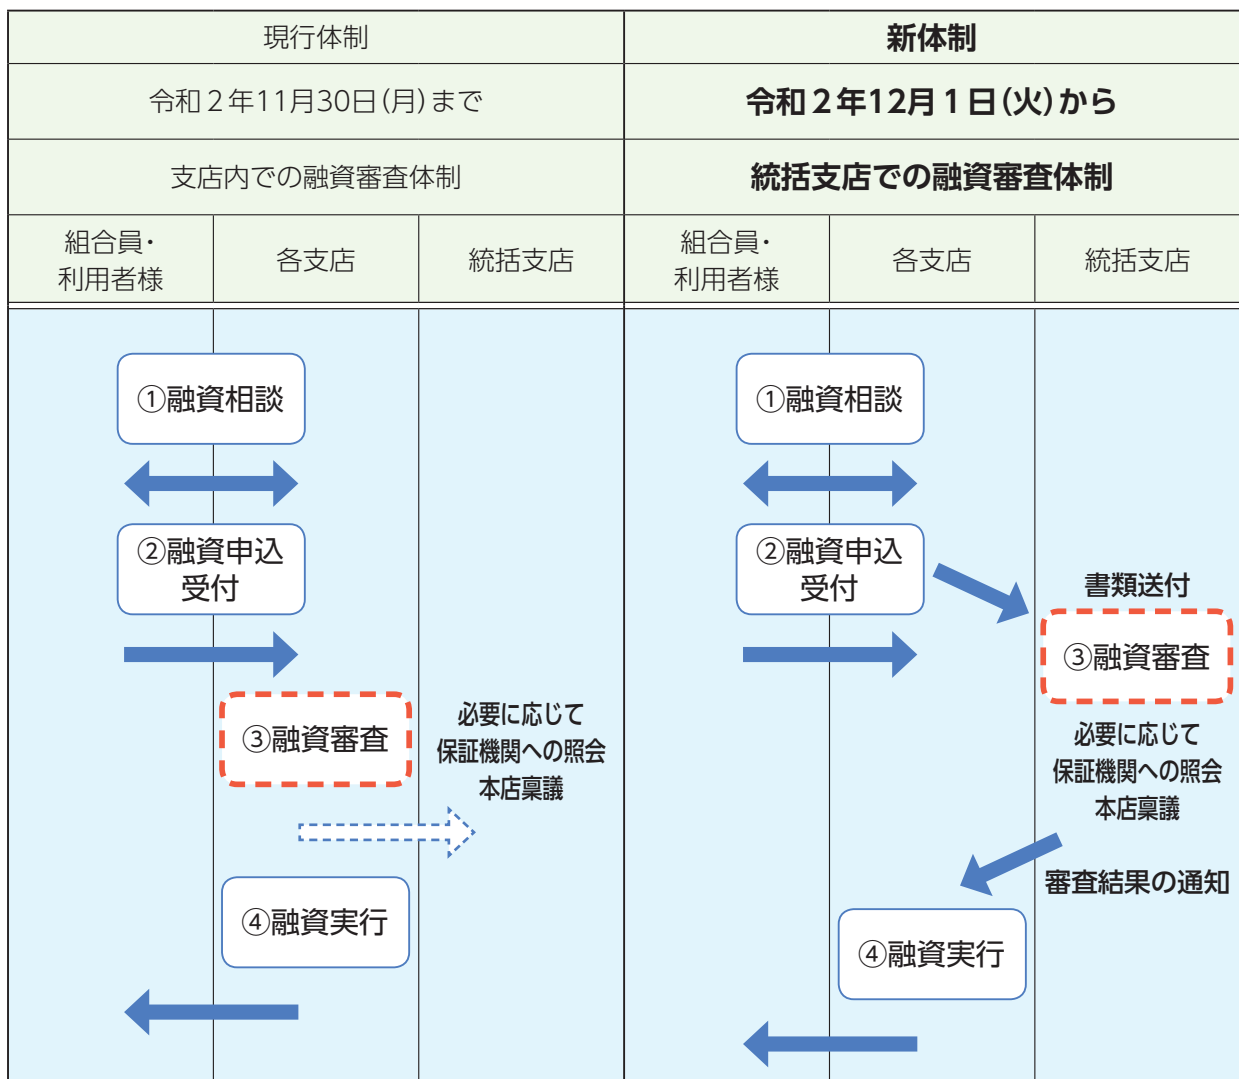 現行体制
新体制
令和2年11月30日(月)まで
令和2年12月1日(火)から
支店内での融資審査体制
統括支店での融資審査体制
組合員・
利用者様
各支店
統括支店
組合員・
利用者様
各支店
統括支店
①融資相談
②融資申込
受付
③融資審査
必要に応じて
保証機関への照会
本店稟議
④融資実行
①融資相談
②融資申込
受付
書類送付
③融資審査
必要に応じて
保証機関への照会
本店稟議
審査結果の通知
④融資実行